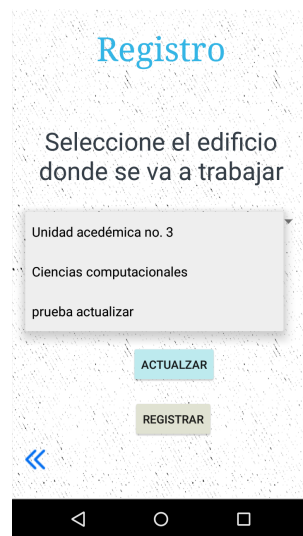 Registro
Seleccione el edificio
donde se va a trabajar
Unidad acedémica no. 3
Ciencias computacionales
prueba actualizar
ACTUALZAR
REGISTRAR